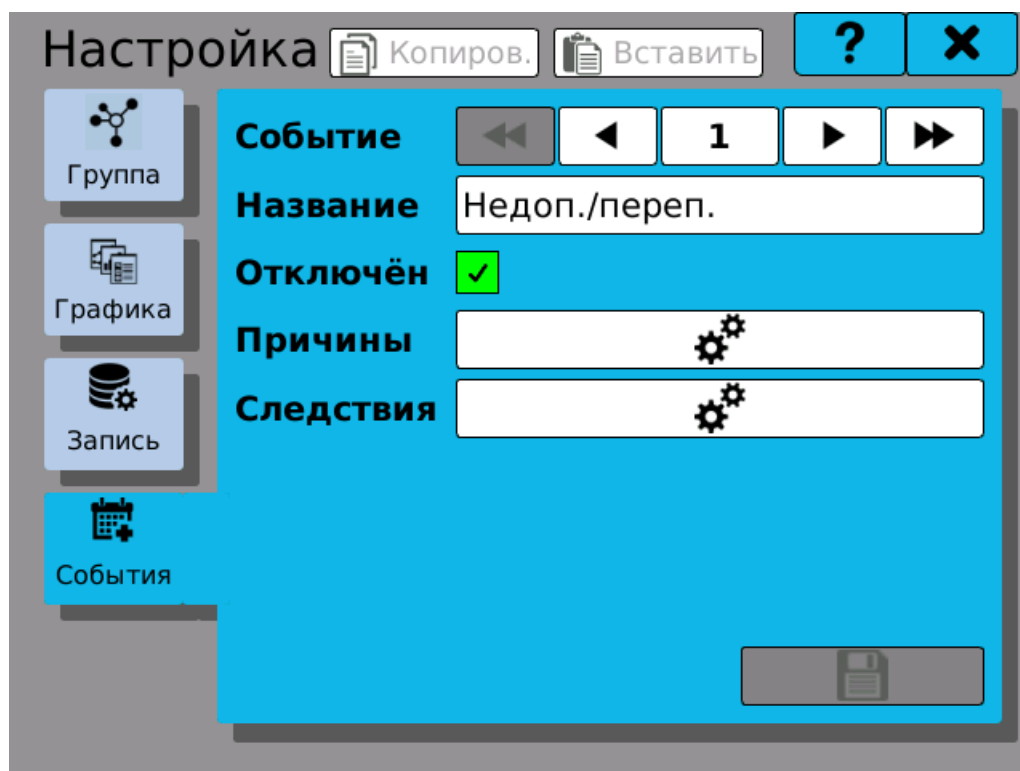 Настройка Копиров. Вставить ?
Группа
Событие 1
Название Недоп./переп.
Графика
Отключён
Причины
Запись
Следствия
События